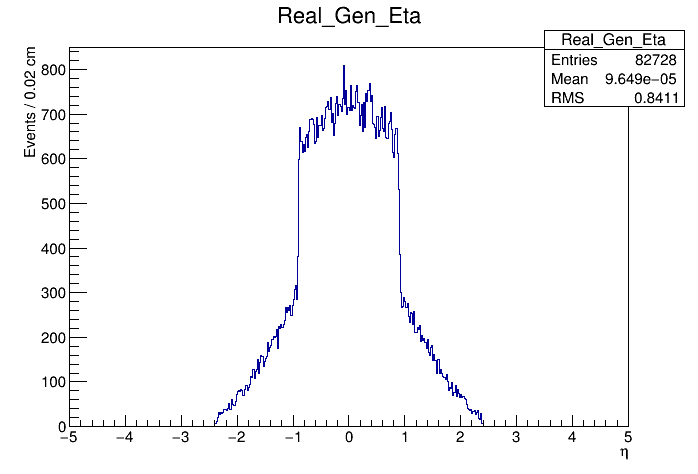 Real_Gen_Eta
Real_Gen_Eta
Entries 82728
Mean 9.649e−05
RMS 0.8411
Events / 0.02 cm
800
700
600
500
400
300
200
100
0
−5 −4 −3 −2 −1 0 1 2 3 4 5
η